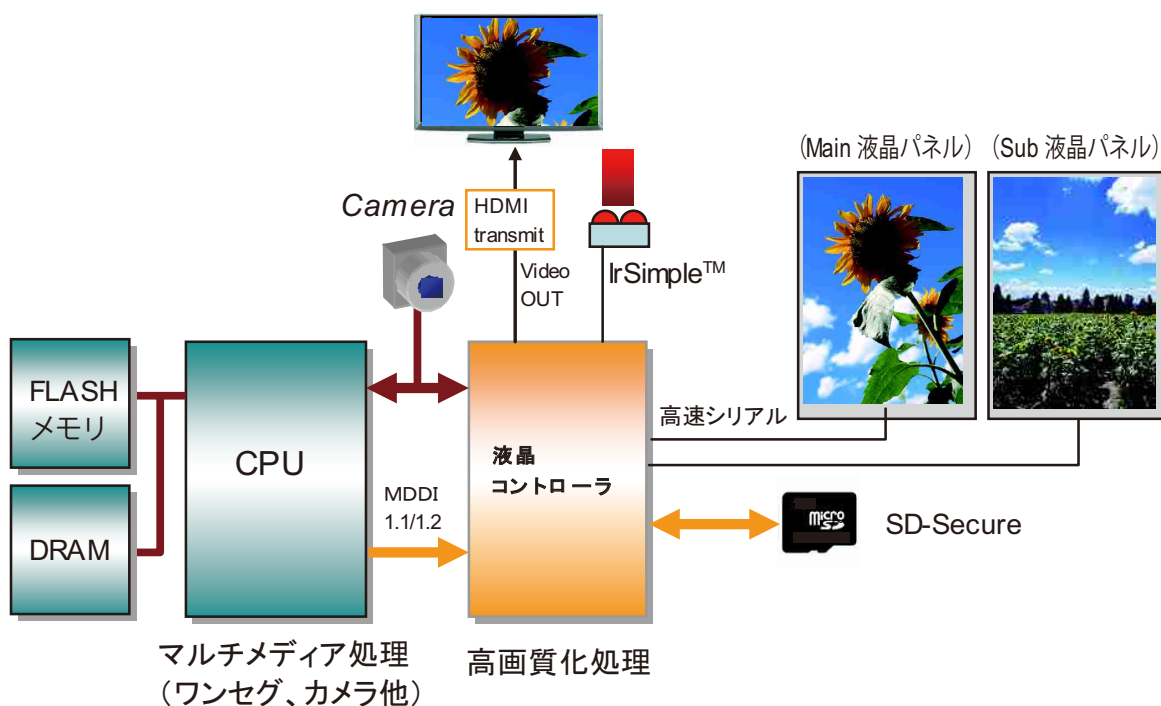 (Main 液晶パネル)
(Sub 液晶パネル)
Camera
HDMI
transmit
Video
OUT
IrSimple™
FLASH
メモリ
CPU
液晶
コントローラ
高速シリアル
MDDI
1.1/1.2
DRAM
micro
SD
SD-Secure
マルチメディア処理
(ワンセグ、カメラ他)
高画質化処理